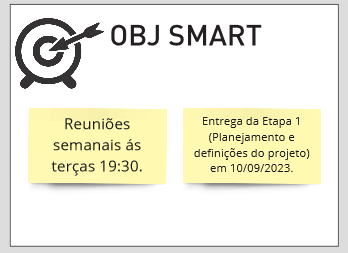 OBJ SMART
Reuniões
semanais ás
terças 19:30.
Entrega da Etapa 1
(Planejamento e
definições do projeto)
em 10/09/2023.